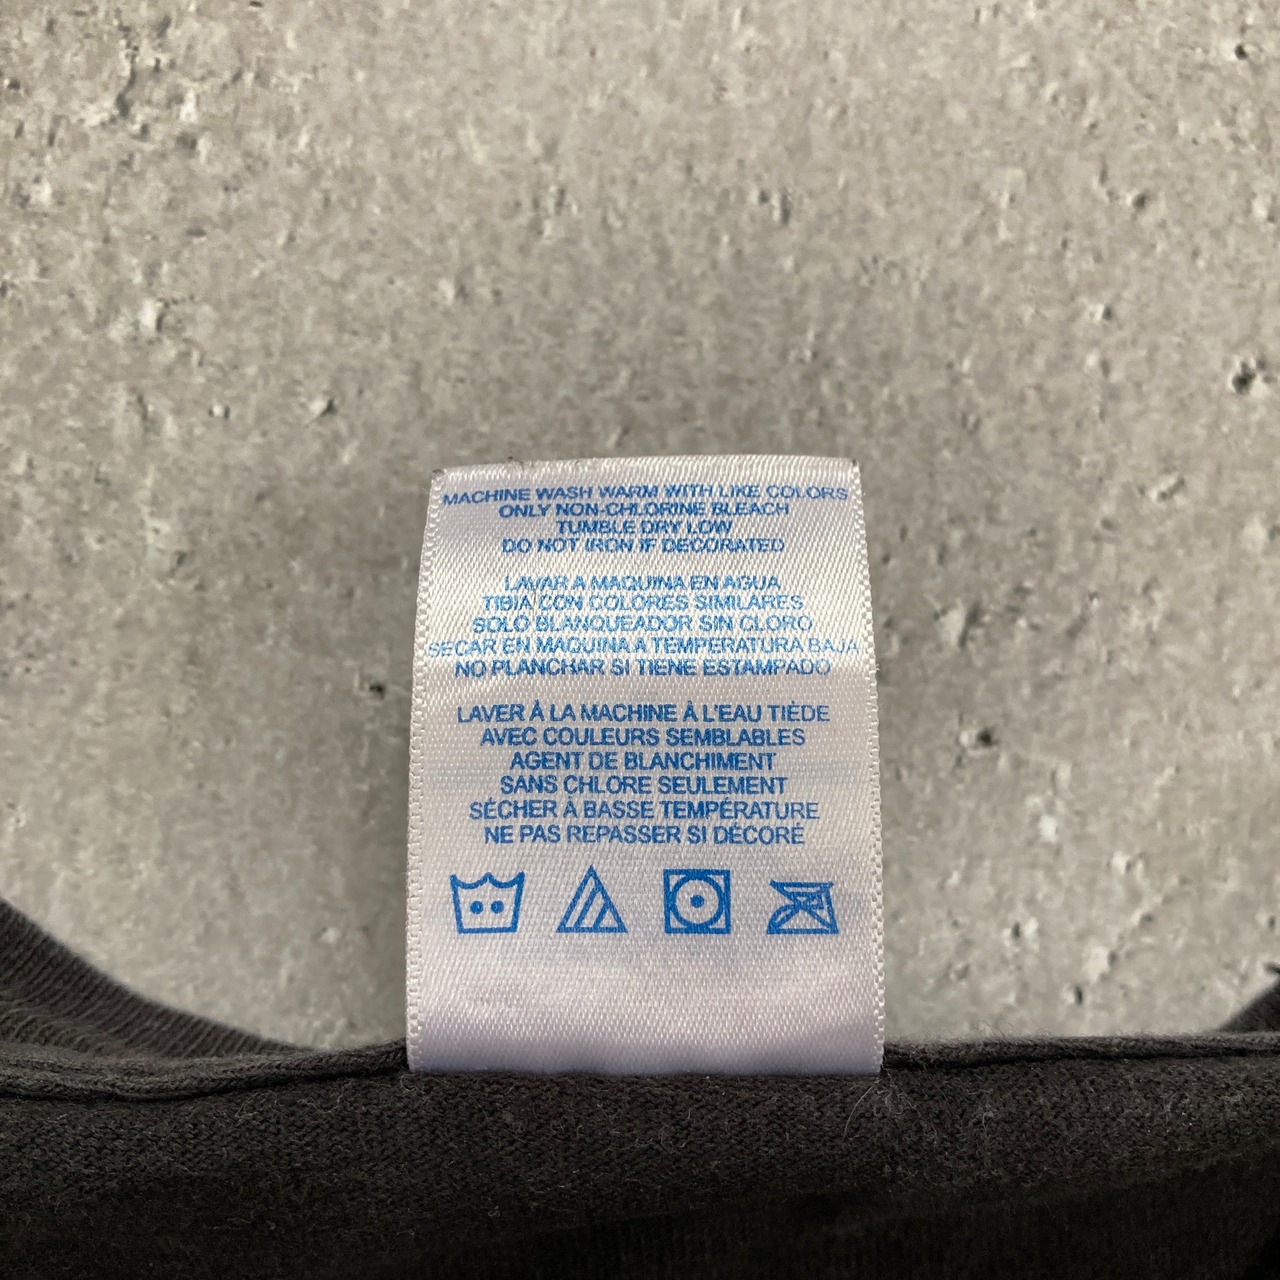 MACHINE WASH WARM WITH LIKE COLORS
ONLY NON-CHLORINE BLEACH
TUMBLE DRY LOW
DO NOT IRON IF DECORATED
LAVAR A MAQUINA EN AGUA
TIBIA CON COLORES SIMILARES
SOLO BLANQUEADOR SIN CLORO
SECAR EN MAQUINA A TEMPERATURA BAJA
NO PLANCHAR SI TIENE ESTAMPADO
LAVER À LA MACHINE À L'EAU TIÈDE
AVEC COULEURS SEMBLABLES
AGENT DE BLANCHIMENT
SANS CHLORE SEULEMENT
SÉCHER À BASSE TEMPÉRATURE
NE PAS REPASSER SI DÉCORÉ